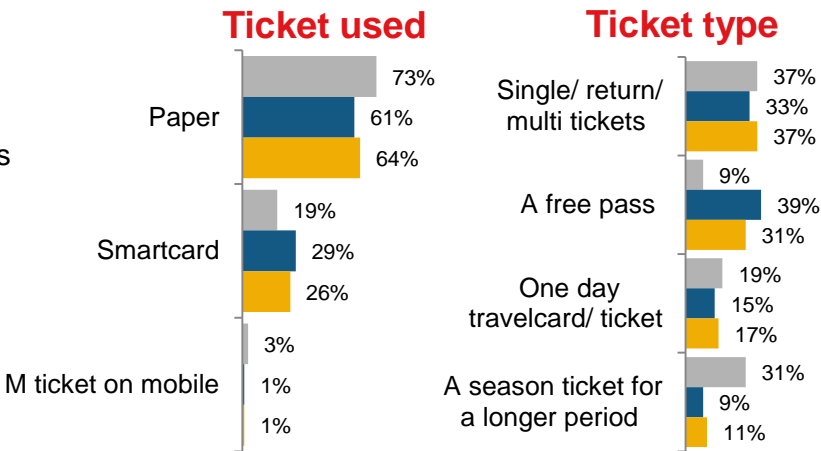 Ticket used
Paper
73%
61%
64%
s
Smartcard
19%
29%
26%
M ticket on mobile
3%
1%
1%
Ticket type
Single/ return/
multi tickets
37%
33%
37%
A free pass
9%
39%
31%
One day
travelcard/ ticket
19%
15%
17%
A season ticket for
a longer period
31%
9%
11%